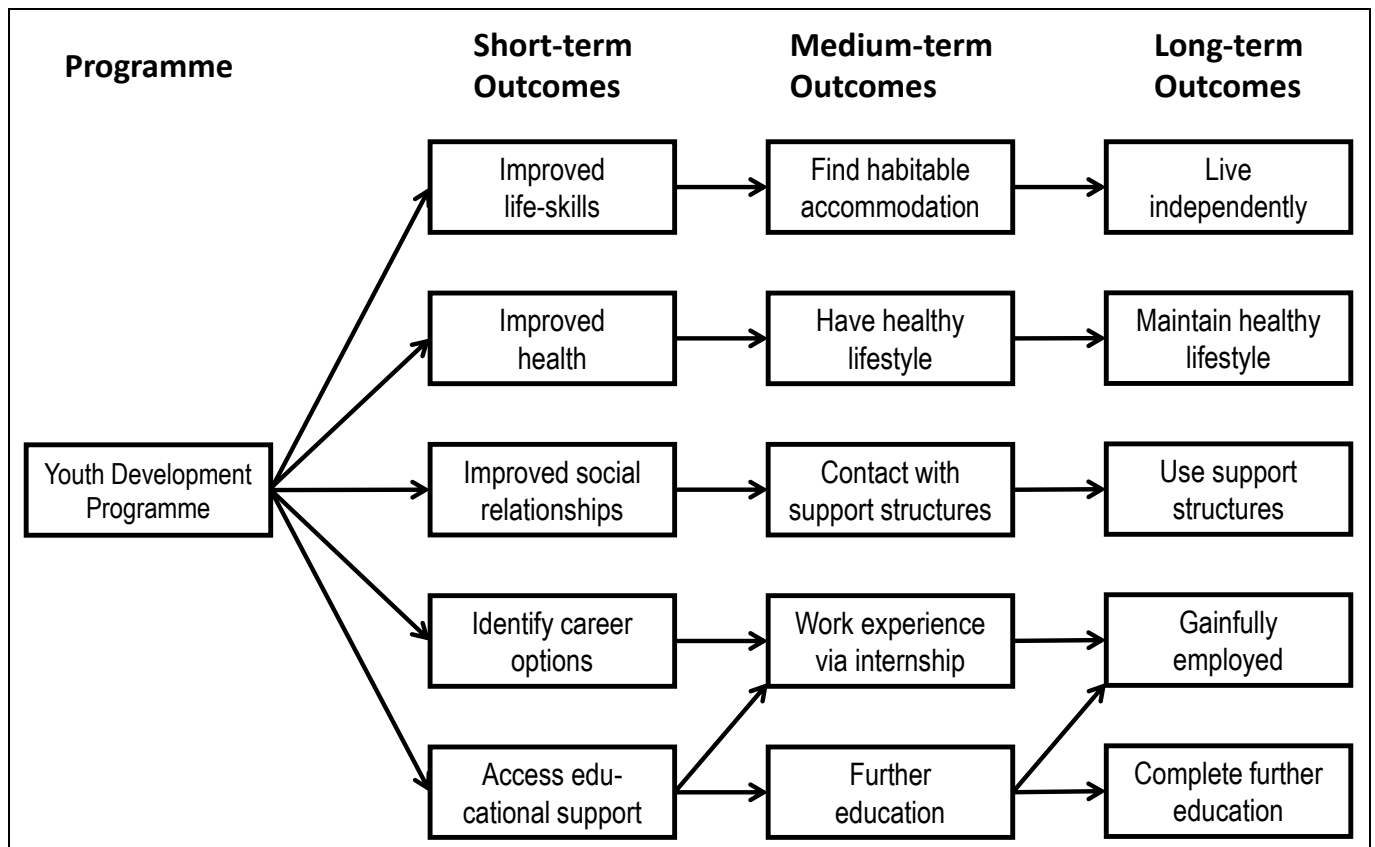 Programme
Short-term
Outcomes
Medium-term
Outcomes
Long-term
Outcomes
Improved
life-skills
Find habitable
accommodation
Live
independently
Improved
health
Have healthy
lifestyle
Maintain healthy
lifestyle
Youth Development
Programme
Improved social
relationships
Contact with
support structures
Use support
structures
Identify career
options
Work experience
via internship
Gainfully
employed
Access edu-
cational support
Further
education
Complete further
education